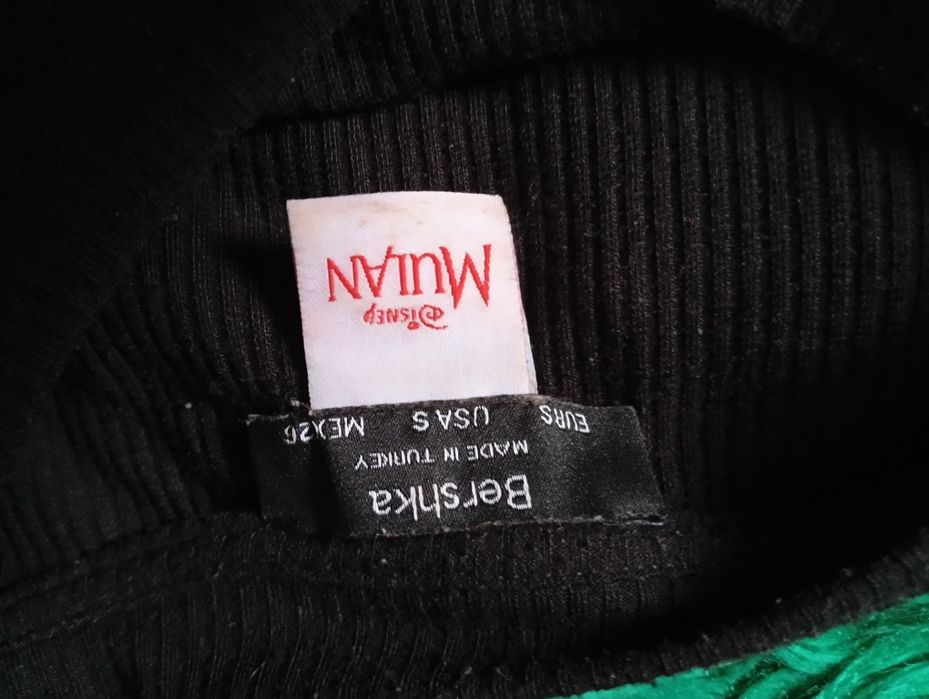 Bershka
MADE IN TURKEY
EUR S USA S MEX 26
Disney
MULAN